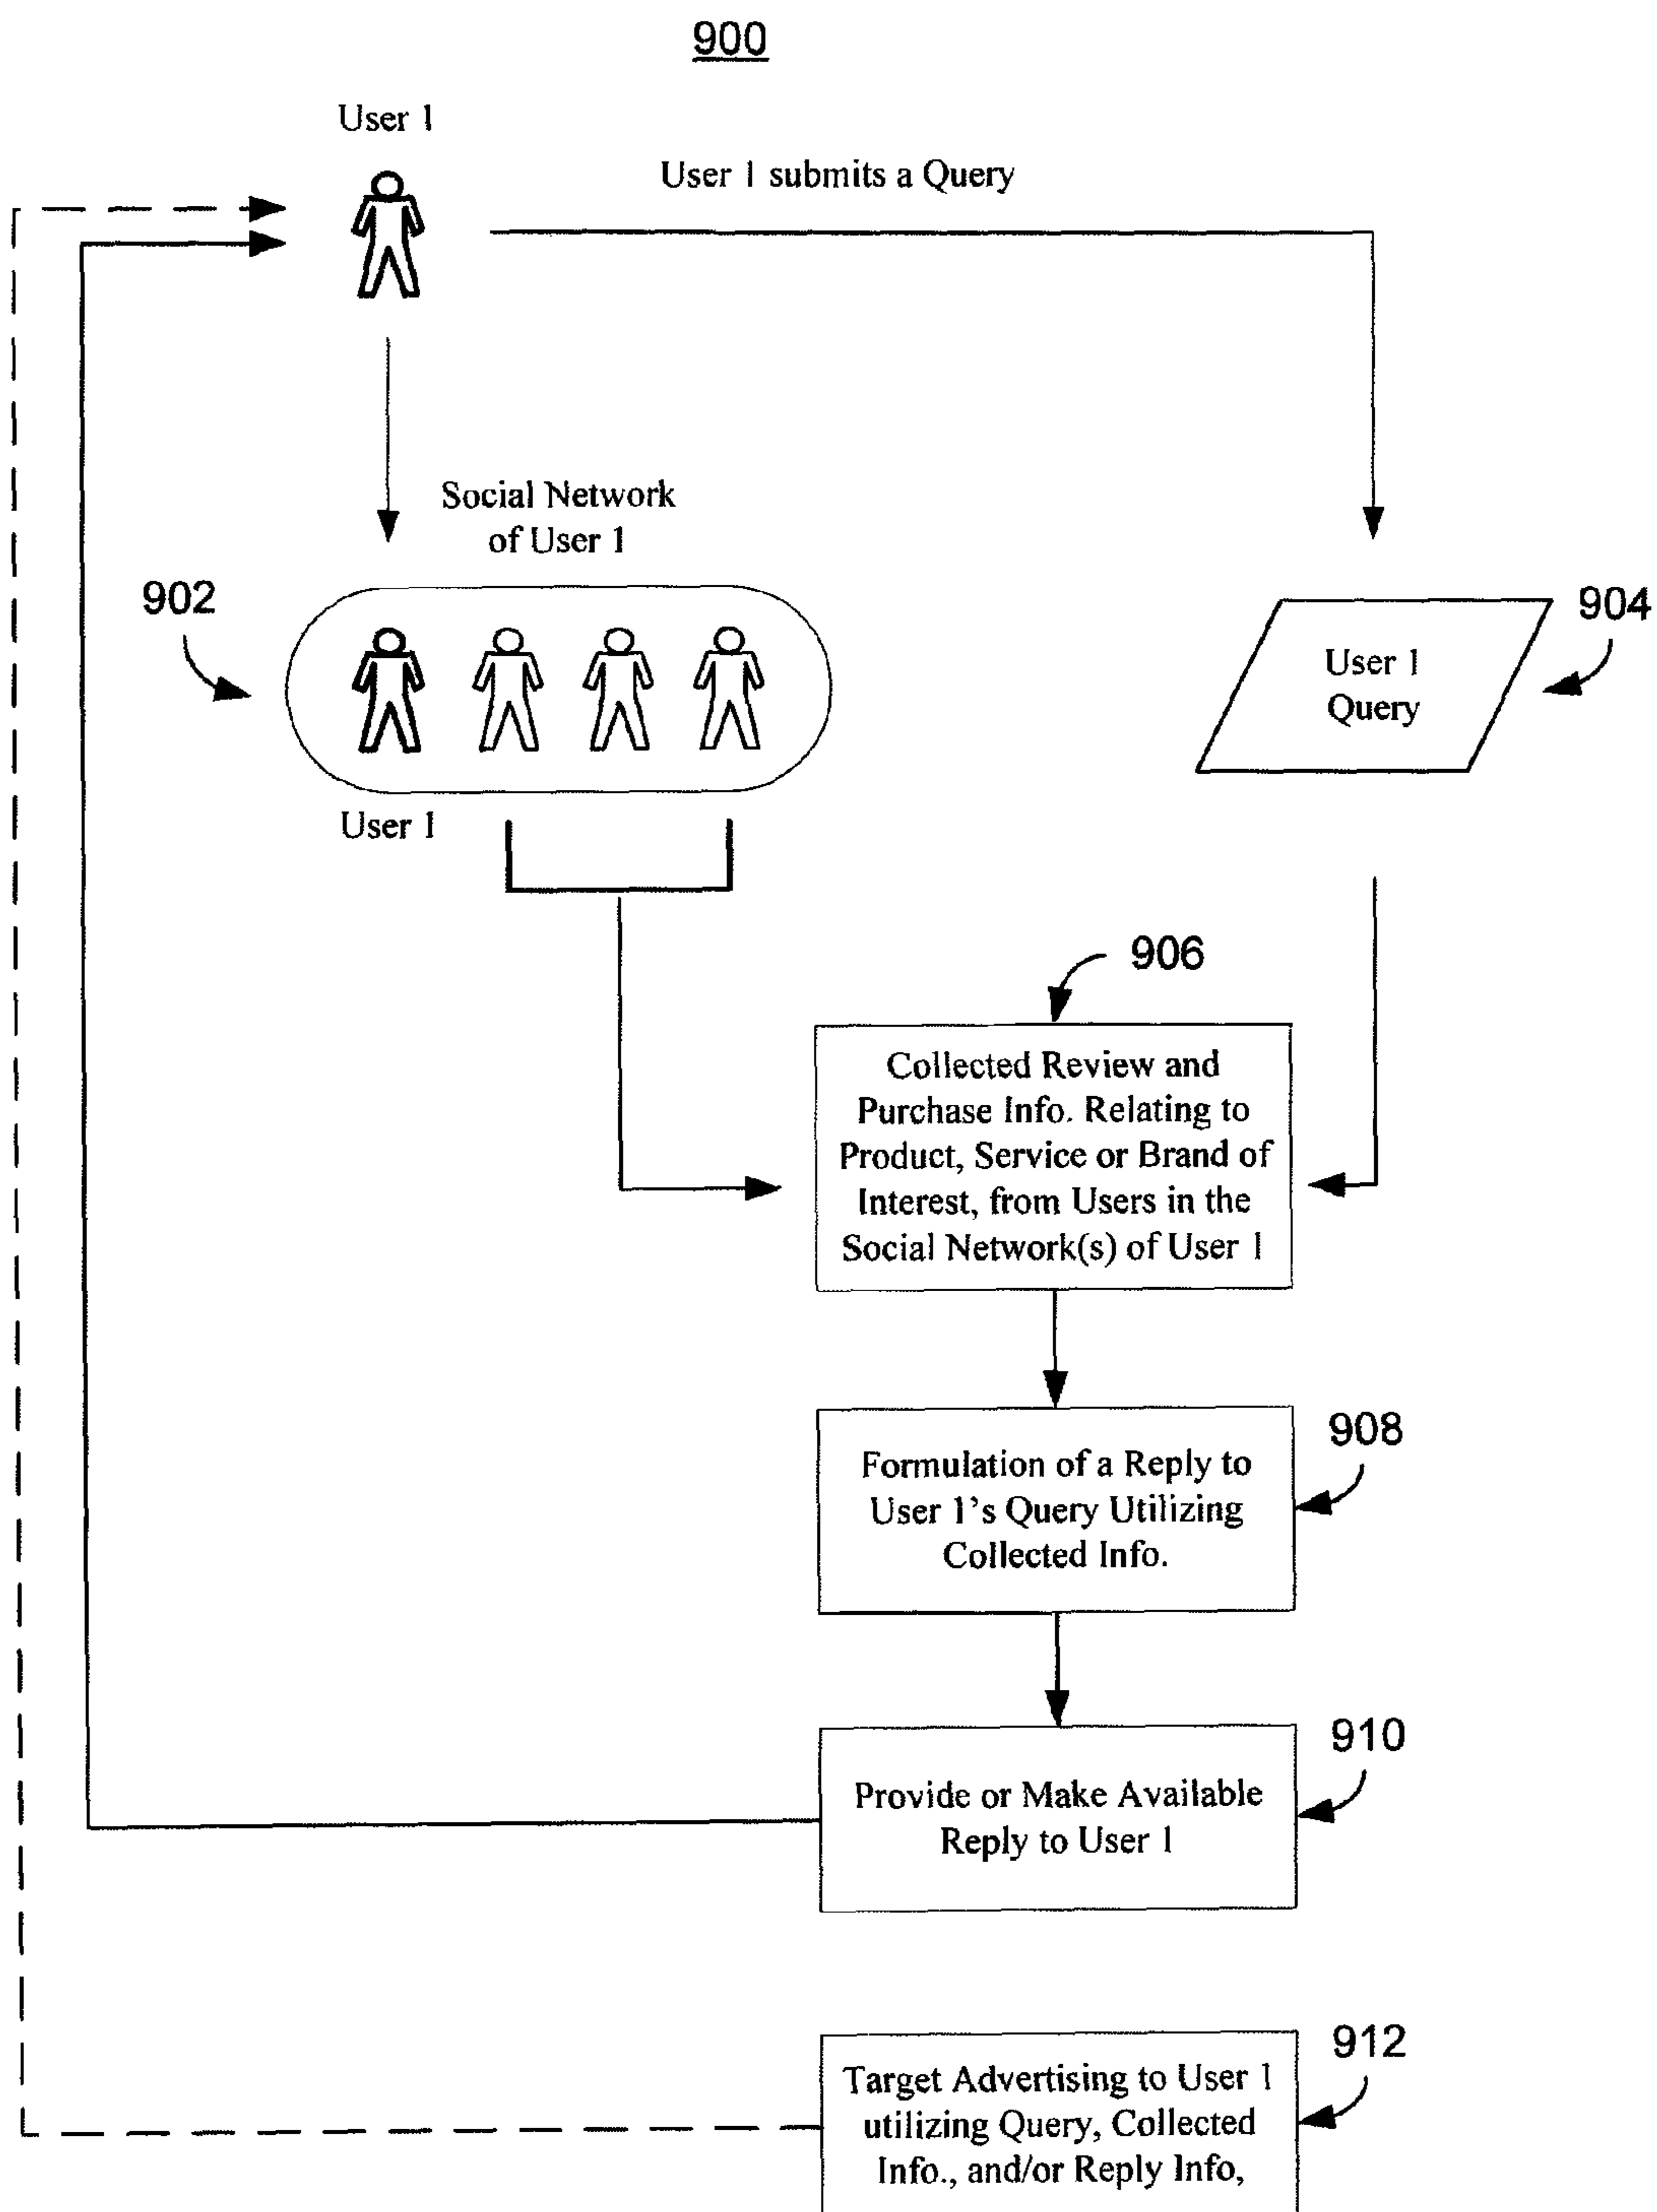 900
User 1
User 1 submits a Query
Social Network
of User 1
902
904
User 1
Query
User 1
906
Collected Review and
Purchase Info. Relating to
Product, Service or Brand of
Interest, from Users in the
Social Network(s) of User 1
908
Formulation of a Reply to
User 1's Query Utilizing
Collected Info.
910
Provide or Make Available
Reply to User 1
912
Target Advertising to User 1
utilizing Query, Collected
Info., and/or Reply Info,